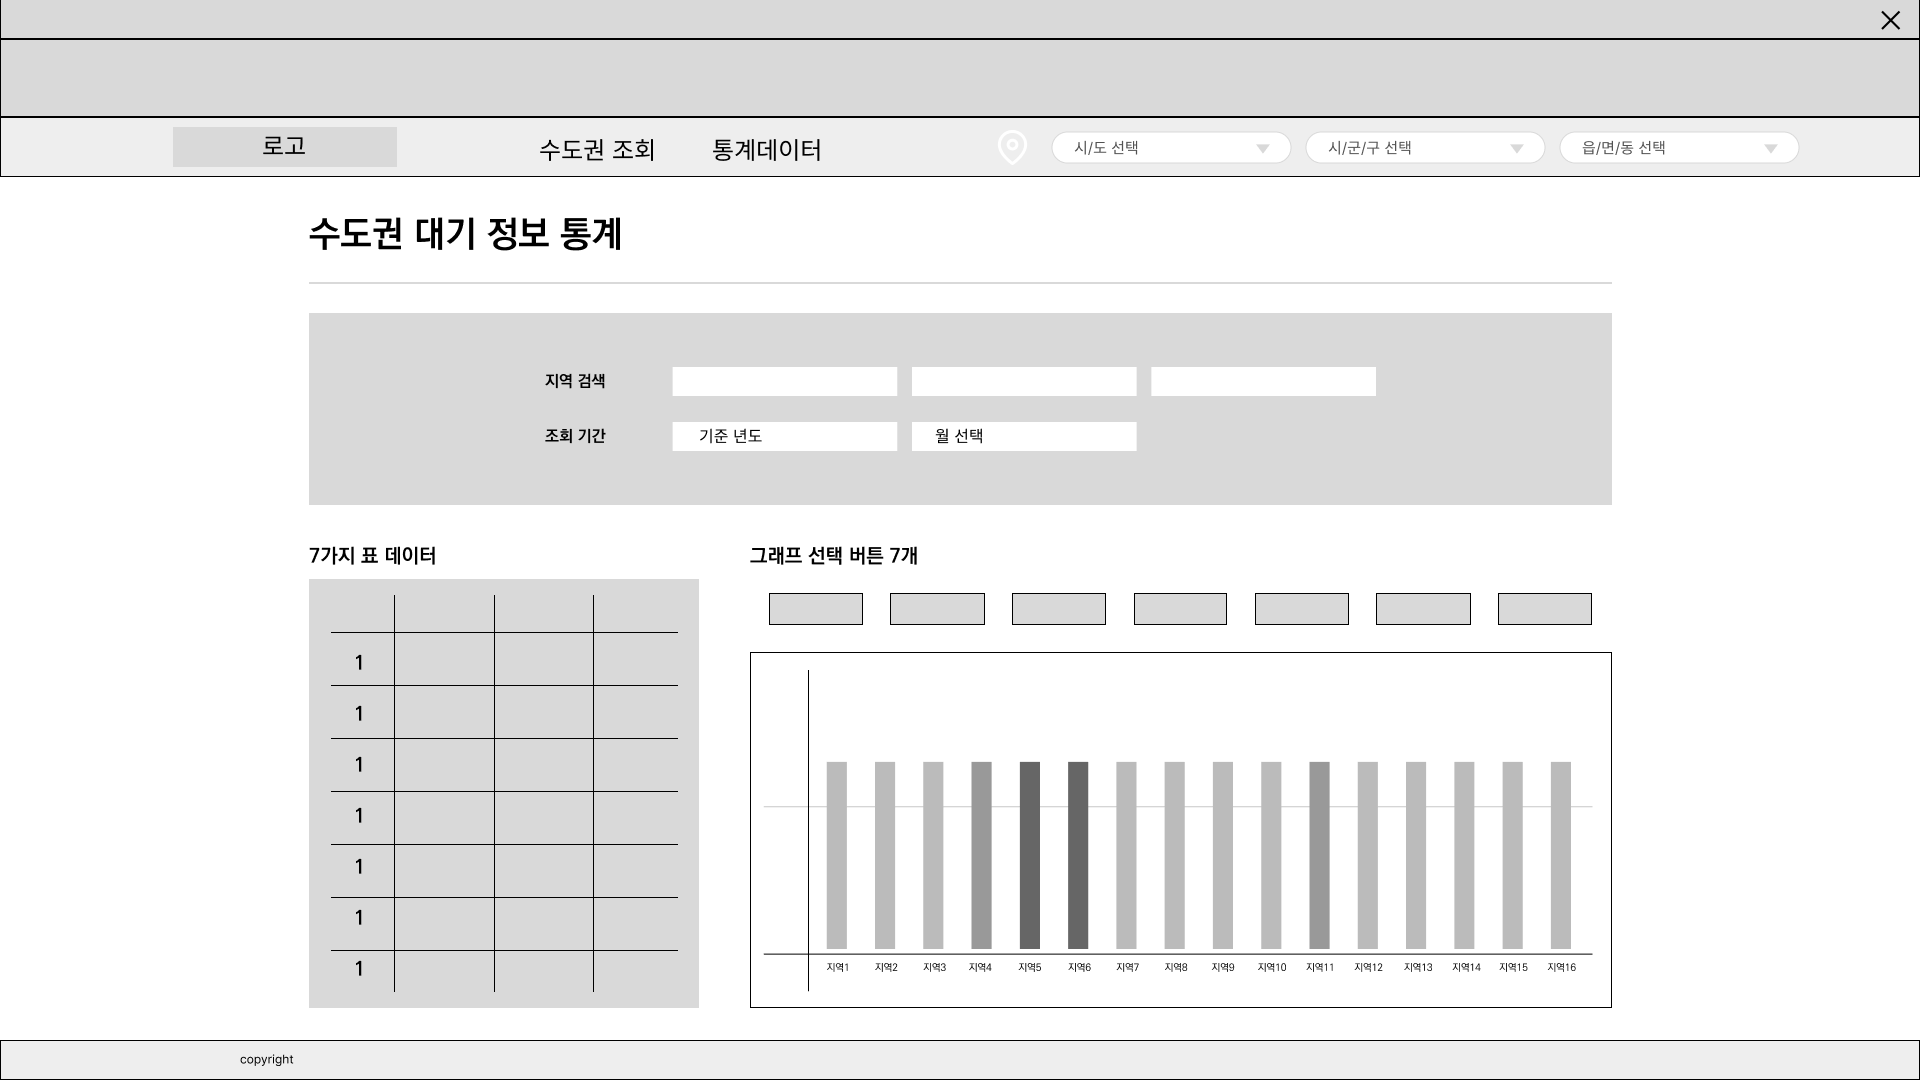 로고
수도권 조회
통계데이터
시/도 선택
시/군/구 선택
읍/면/동 선택
수도권 대기 정보 통계
지역 검색
조회 기간
기준 년도
월 선택
7가지 표 데이터
그래프 선택 버튼 7개
1
1
1
1
1
1
1
지역1 지역2 지역3 지역4 지역5 지역6 지역7 지역8 지역9 지역10 지역11 지역12 지역13 지역14 지역15 지역16
copyright